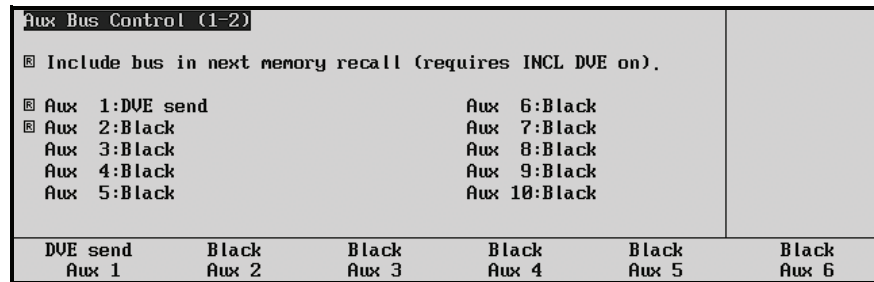 Aux Bus Control (1-2)
R Include bus in next memory recall (requires INCL DVE on).
R Aux 1:DVE send Aux 6:Black
R Aux 2:Black Aux 7:Black
Aux 3:Black Aux 8:Black
Aux 4:Black Aux 9:Black
Aux 5:Black Aux 10:Black
DVE send Black Black Black Black Black
Aux 1 Aux 2 Aux 3 Aux 4 Aux 5 Aux 6